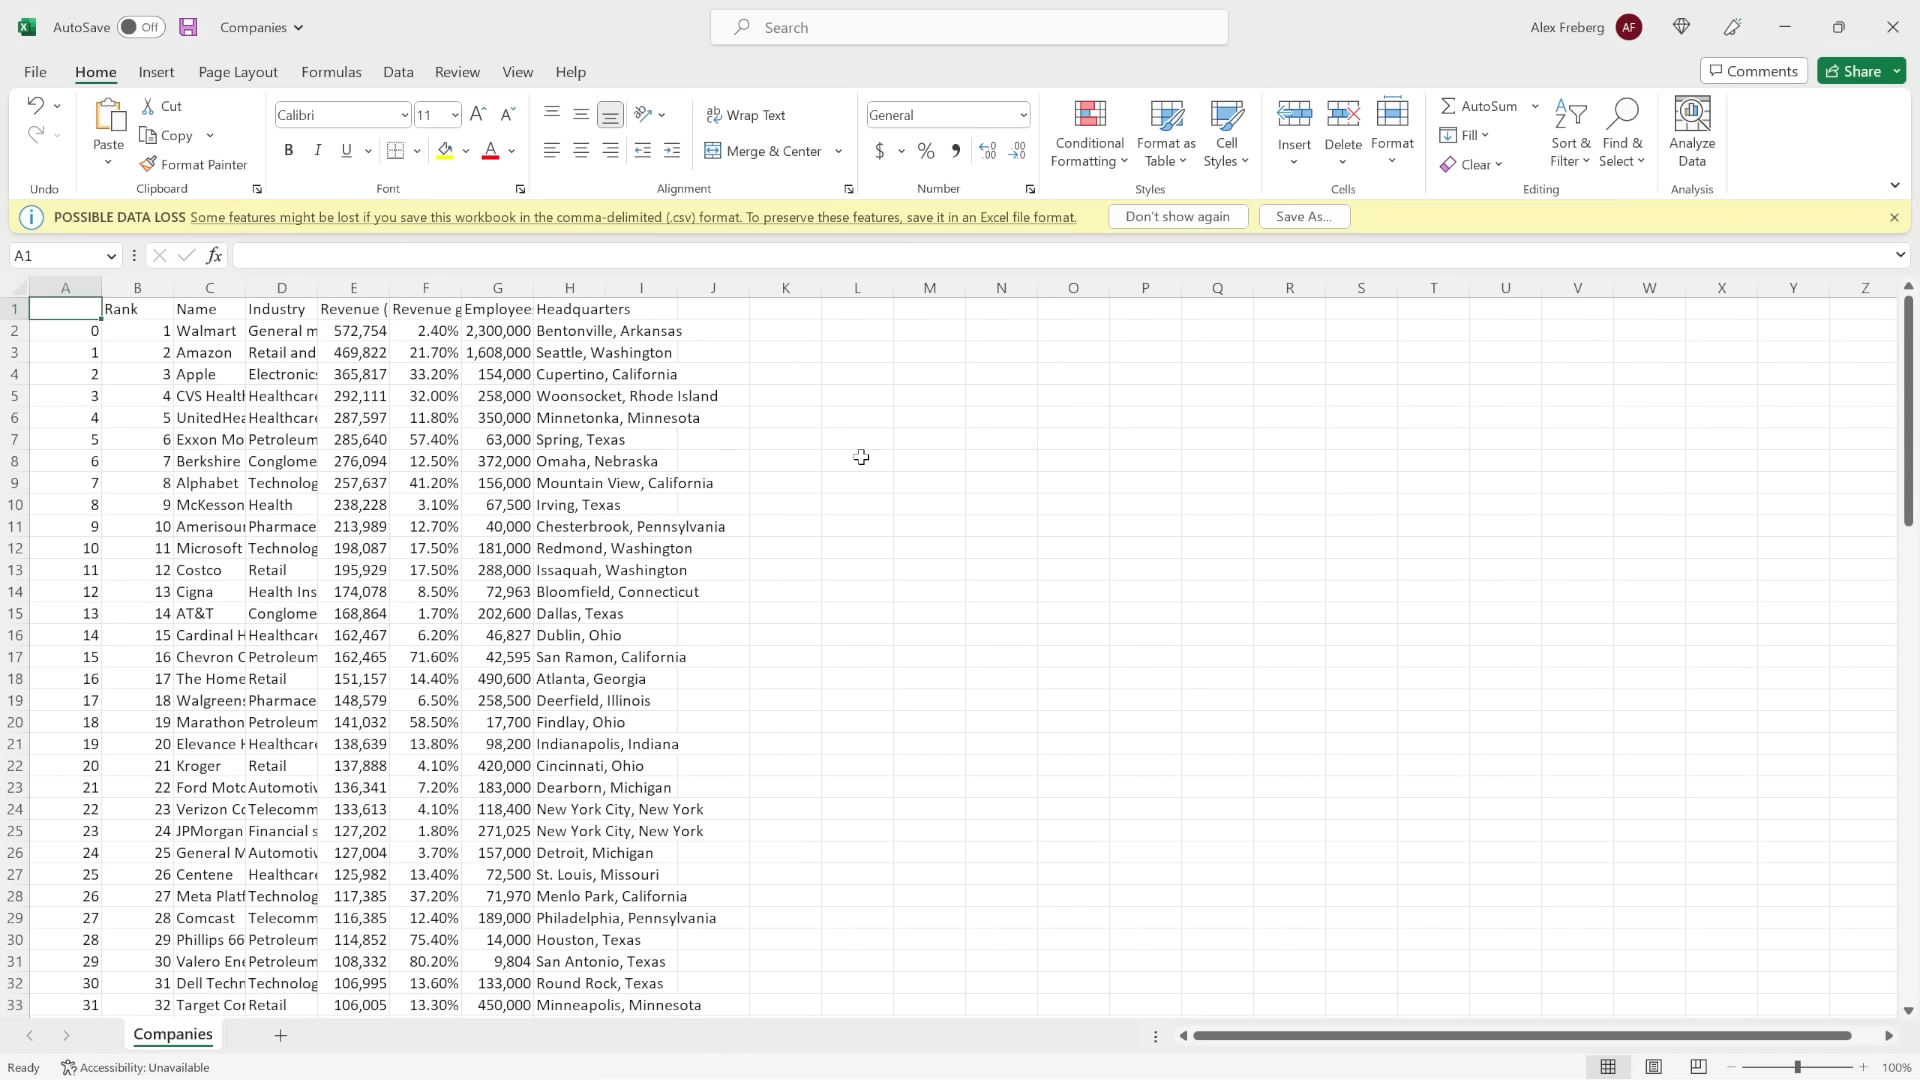 AutoSave Off Companies Search Alex Freberg AF
File Home Insert Page Layout Formulas Data Review View Help Comments Share
Cut Calibri 11 Wrap Text General AutoSum
Paste Copy Conditional Formatting Format as Table Cell Styles Insert Delete Format Fill Sort & Filter Find & Select Analyze Data
Format Painter B I U A Merge & Center $ % Clear
Undo Clipboard Font Alignment Number Styles Cells Editing Analysis
POSSIBLE DATA LOSS Some features might be lost if you save this workbook in the comma-delimited (.csv) format. To preserve these features, save it in an Excel file format. Don't show again Save As...
A1 fx
A B C D E F G H I J K L M N O P Q R S T U V W X Y Z
1 Rank Name Industry Revenue ( Revenue g Employee Headquarters
2 0 1 Walmart General m 572,754 2.40% 2,300,000 Bentonville, Arkansas
3 1 2 Amazon Retail and 469,822 21.70% 1,608,000 Seattle, Washington
4 2 3 Apple Electronic 365,817 33.20% 154,000 Cupertino, California
5 3 4 CVS Healt Healthcar 292,111 32.00% 258,000 Woonsocket, Rhode Island
6 4 5 UnitedHea Healthcar 287,597 11.80% 350,000 Minnetonka, Minnesota
7 5 6 Exxon Mo Petroleum 285,640 57.40% 63,000 Spring, Texas
8 6 7 Berkshire Conglome 276,094 12.50% 372,000 Omaha, Nebraska
9 7 8 Alphabet Technolog 257,637 41.20% 156,000 Mountain View, California
10 8 9 McKesson Health 238,228 3.10% 67,500 Irving, Texas
11 9 10 Amerisou Pharmace 213,989 12.70% 40,000 Chesterbrook, Pennsylvania
12 10 11 Microsoft Technolog 198,087 17.50% 181,000 Redmond, Washington
13 11 12 Costco Retail 195,929 17.50% 288,000 Issaquah, Washington
14 12 13 Cigna Health Ins 174,078 8.50% 72,963 Bloomfield, Connecticut
15 13 14 AT&T Conglome 168,864 1.70% 202,600 Dallas, Texas
16 14 15 Cardinal H Healthcar 162,467 6.20% 46,827 Dublin, Ohio
17 15 16 Chevron C Petroleum 162,465 71.60% 42,595 San Ramon, California
18 16 17 The Home Retail 151,157 14.40% 490,600 Atlanta, Georgia
19 17 18 Walgreen Pharmace 148,579 6.50% 258,500 Deerfield, Illinois
20 18 19 Marathon Petroleum 141,032 58.50% 17,700 Findlay, Ohio
21 19 20 Elevance H Healthcar 138,639 13.80% 98,200 Indianapolis, Indiana
22 20 21 Kroger Retail 137,888 4.10% 420,000 Cincinnati, Ohio
23 21 22 Ford Moto Automotiv 136,341 7.20% 183,000 Dearborn, Michigan
24 22 23 Verizon Co Telecomm 133,613 4.10% 118,400 New York City, New York
25 23 24 JPMorgan Financial s 127,202 1.80% 271,025 New York City, New York
26 24 25 General M Automotiv 127,004 3.70% 157,000 Detroit, Michigan
27 25 26 Centene Healthcar 125,982 13.40% 72,500 St. Louis, Missouri
28 26 27 Meta Platf Technolog 117,385 37.20% 71,970 Menlo Park, California
29 27 28 Comcast Telecomm 116,385 12.40% 189,000 Philadelphia, Pennsylvania
30 28 29 Phillips 66 Petroleum 114,852 75.40% 14,000 Houston, Texas
31 29 30 Valero Ene Petroleum 108,332 80.20% 9,804 San Antonio, Texas
32 30 31 Dell Techn Technolog 106,995 13.60% 133,000 Round Rock, Texas
33 31 32 Target Cor Retail 106,005 13.30% 450,000 Minneapolis, Minnesota
Companies
Ready Accessibility: Unavailable 100%